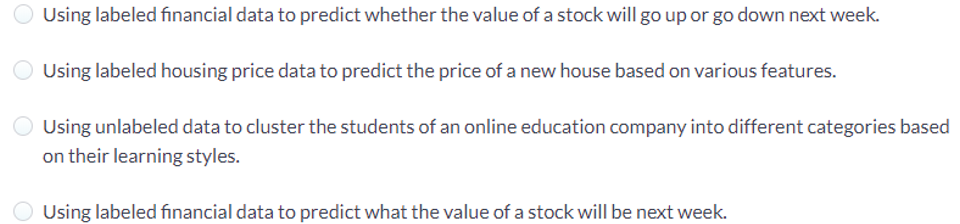 Using labeled financial data to predict whether the value of a stock will go up or go down next week.
Using labeled housing price data to predict the price of a new house based on various features.
Using unlabeled data to cluster the students of an online education company into different categories based
on their learning styles.
Using labeled financial data to predict what the value of a stock will be next week.